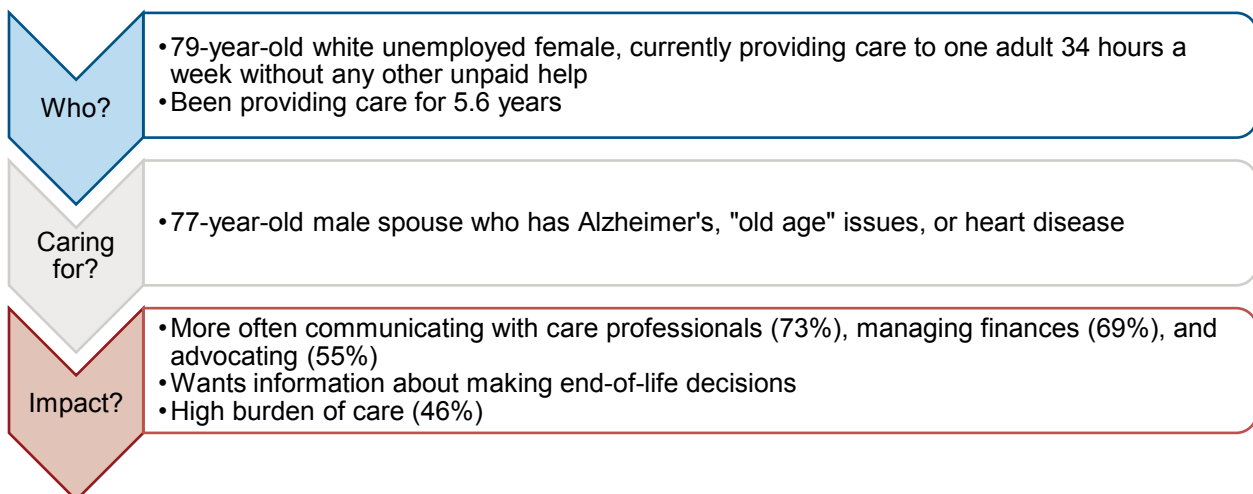 Who?
•79-year-old white unemployed female, currently providing care to one adult 34 hours a
week without any other unpaid help
•Been providing care for 5.6 years
Caring
for?
•77-year-old male spouse who has Alzheimer's, "old age" issues, or heart disease
Impact?
•More often communicating with care professionals (73%), managing finances (69%), and
advocating (55%)
•Wants information about making end-of-life decisions
•High burden of care (46%)